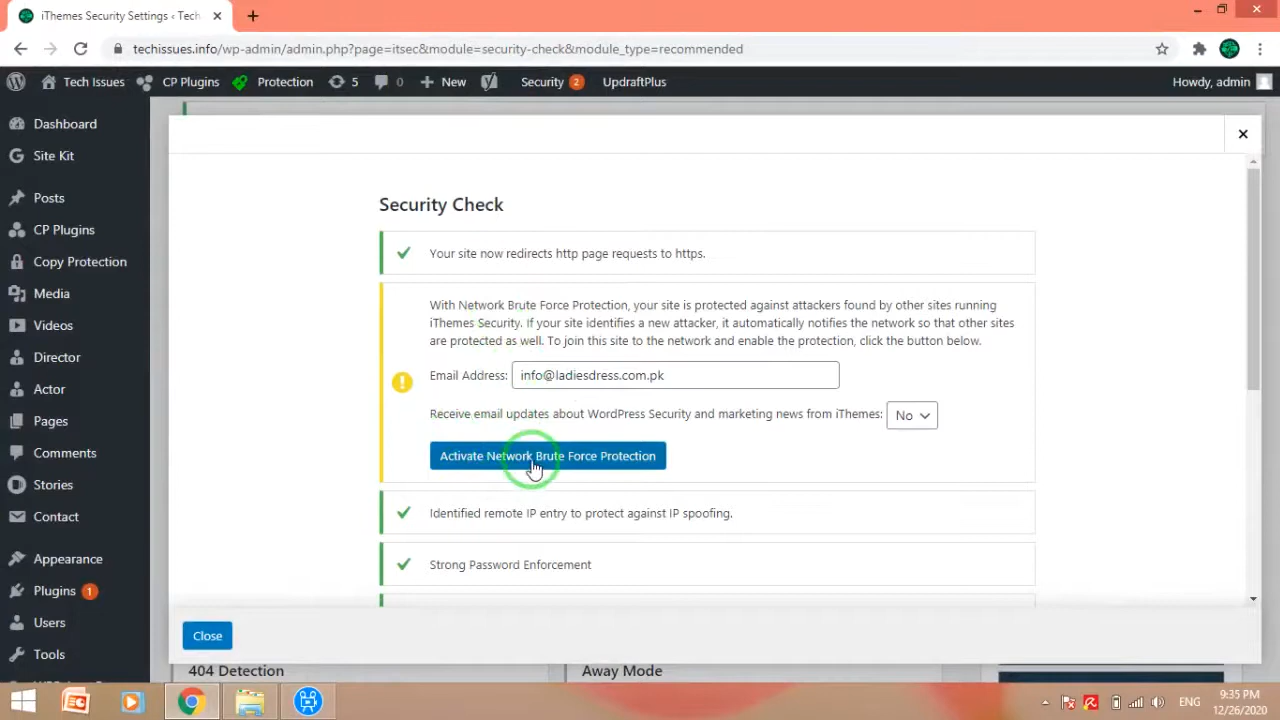 iThemes Security Settings ‹ Tech
techissues.info/wp-admin/admin.php?page=itsec&module=security-check&module_type=recommended
Tech Issues CP Plugins Protection 5 0 New Security 2 UpdraftPlus Howdy, admin
Dashboard
Site Kit
Posts
CP Plugins
Copy Protection
Media
Videos
Director
Actor
Pages
Comments
Stories
Contact
Appearance
Plugins 1
Users
Tools
Security Check
Your site now redirects http page requests to https.
With Network Brute Force Protection, your site is protected against attackers found by other sites running
iThemes Security. If your site identifies a new attacker, it automatically notifies the network so that other sites
are protected as well. To join this site to the network and enable the protection, click the button below.
Email Address: info@ladiesdress.com.pk
Receive email updates about WordPress Security and marketing news from iThemes: No
Activate Network Brute Force Protection
Identified remote IP entry to protect against IP spoofing.
Strong Password Enforcement
Close
404 Detection Away Mode
ENG
9:35 PM
12/26/2020